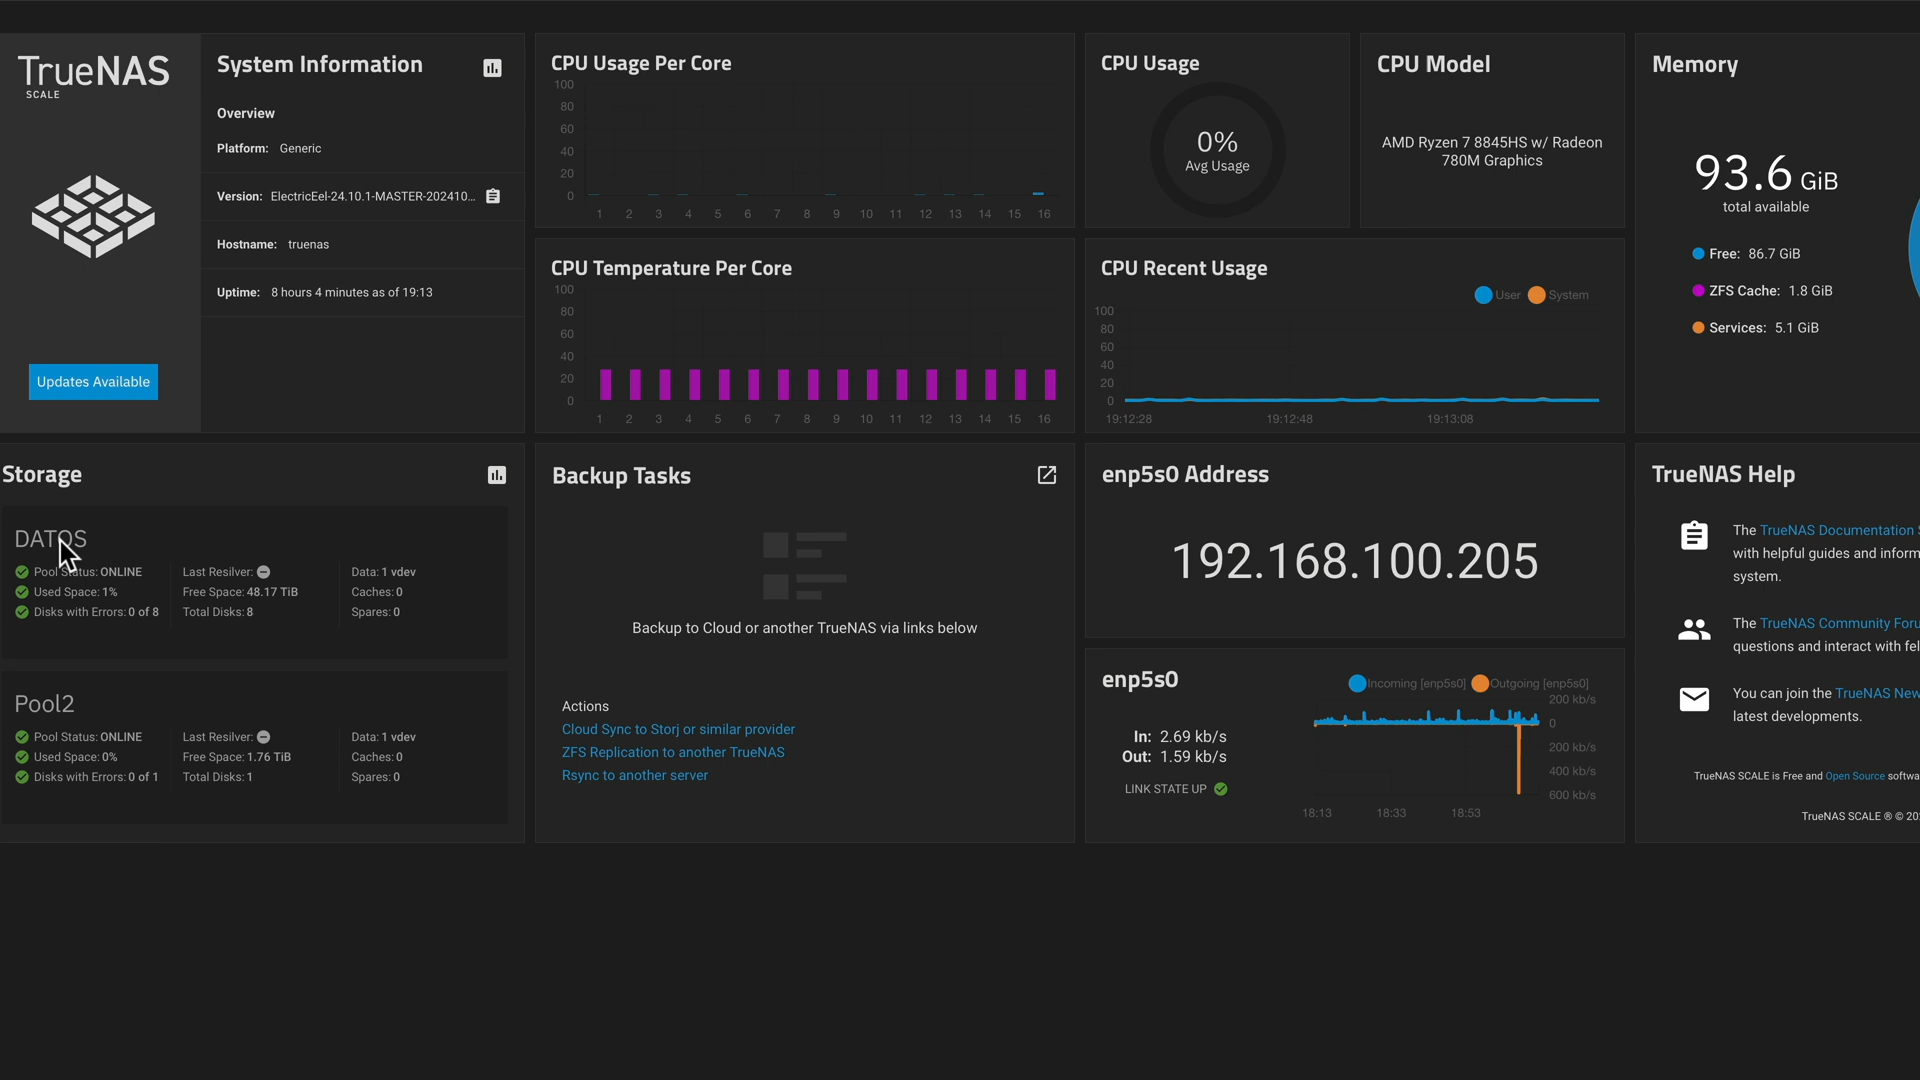 TrueNAS
SCALE
Updates Available
System Information
Overview
Platform: Generic
Version: ElectricEel-24.10.1-MASTER-202410...
Hostname: truenas
Uptime: 8 hours 4 minutes as of 19:13
CPU Usage Per Core
100
80
60
40
20
0
1 2 3 4 5 6 7 8 9 10 11 12 13 14 15 16
CPU Temperature Per Core
100
80
60
40
20
0
1 2 3 4 5 6 7 8 9 10 11 12 13 14 15 16
CPU Usage
0%
Avg Usage
CPU Model
AMD Ryzen 7 8845HS w/ Radeon
780M Graphics
CPU Recent Usage
User System
100
80
60
40
20
0
19:12:28 19:12:48 19:13:08
Memory
93.6 GiB
total available
Free: 86.7 GiB
ZFS Cache: 1.8 GiB
Services: 5.1 GiB
Storage
DATOS
Pool Status: ONLINE Last Resilver: Data: 1 vdev
Used Space: 1% Free Space: 48.17 TiB Caches: 0
Disks with Errors: 0 of 8 Total Disks: 8 Spares: 0
Pool2
Pool Status: ONLINE Last Resilver: Data: 1 vdev
Used Space: 0% Free Space: 1.76 TiB Caches: 0
Disks with Errors: 0 of 1 Total Disks: 1 Spares: 0
Backup Tasks
Backup to Cloud or another TrueNAS via links below
Actions
Cloud Sync to Storj or similar provider
ZFS Replication to another TrueNAS
Rsync to another server
enp5s0 Address
192.168.100.205
enp5s0
Incoming [enp5s0] Outgoing [enp5s0]
In: 2.69 kb/s
Out: 1.59 kb/s
LINK STATE UP
200 kb/s
0
200 kb/s
400 kb/s
600 kb/s
18:13 18:33 18:53
TrueNAS Help
The TrueNAS Documentation
with helpful guides and inform
system.
The TrueNAS Community Foru
questions and interact with fel
You can join the TrueNAS New
latest developments.
TrueNAS SCALE is Free and Open Source softwa
TrueNAS SCALE ® © 20